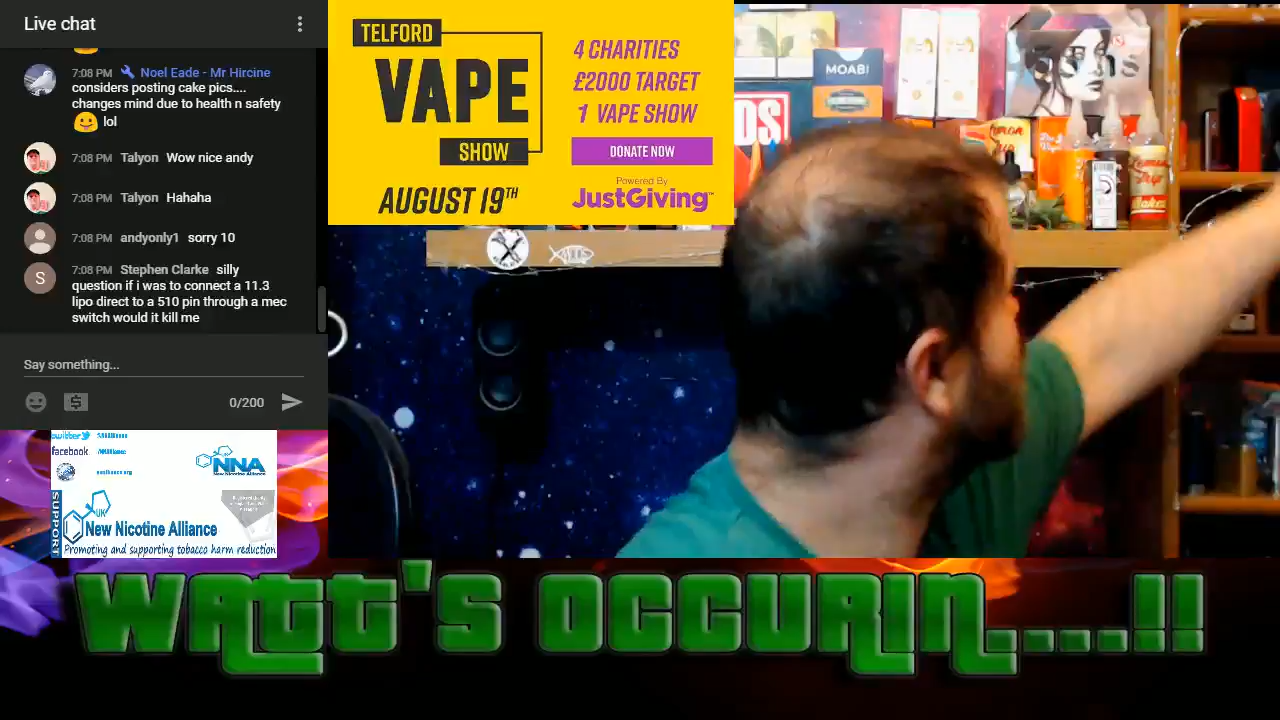 Live chat
7:08 PM Noel Eade - Mr Hircine
considers posting cake pics....
changes mind due to health n safety
lol
7:08 PM Talyon Wow nice andy
7:08 PM Talyon Hahaha
7:08 PM andyonly1 sorry 10
S
7:08 PM Stephen Clarke silly
question if i was to connect a 11.3
lipo direct to a 510 pin through a mec
switch would it kill me
Say something...
0/200
TELFORD
VAPE
SHOW
AUGUST 19TH
4 CHARITIES
£2000 TARGET
1 VAPE SHOW
DONATE NOW
Powered By
JustGiving™
MOABI
twitter
facebook
NNA
New Nicotine Alliance
SUPPORT
UK
New Nicotine Alliance
Promoting and supporting tobacco harm reduction
WATT'S OCCURIN....!!